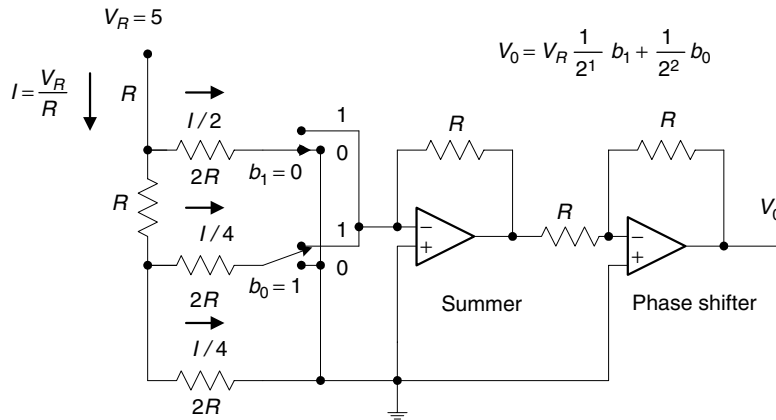 V_R = 5
V_0 = V_R 1/2^1 b_1 + 1/2^2 b_0
I = V_R/R
R
I/2
2R
b_1 = 0
1
0
R
R
R
I/4
2R
b_0 = 1
1
0
R
−
+
−
+
V_0
Summer
Phase shifter
I/4
2R